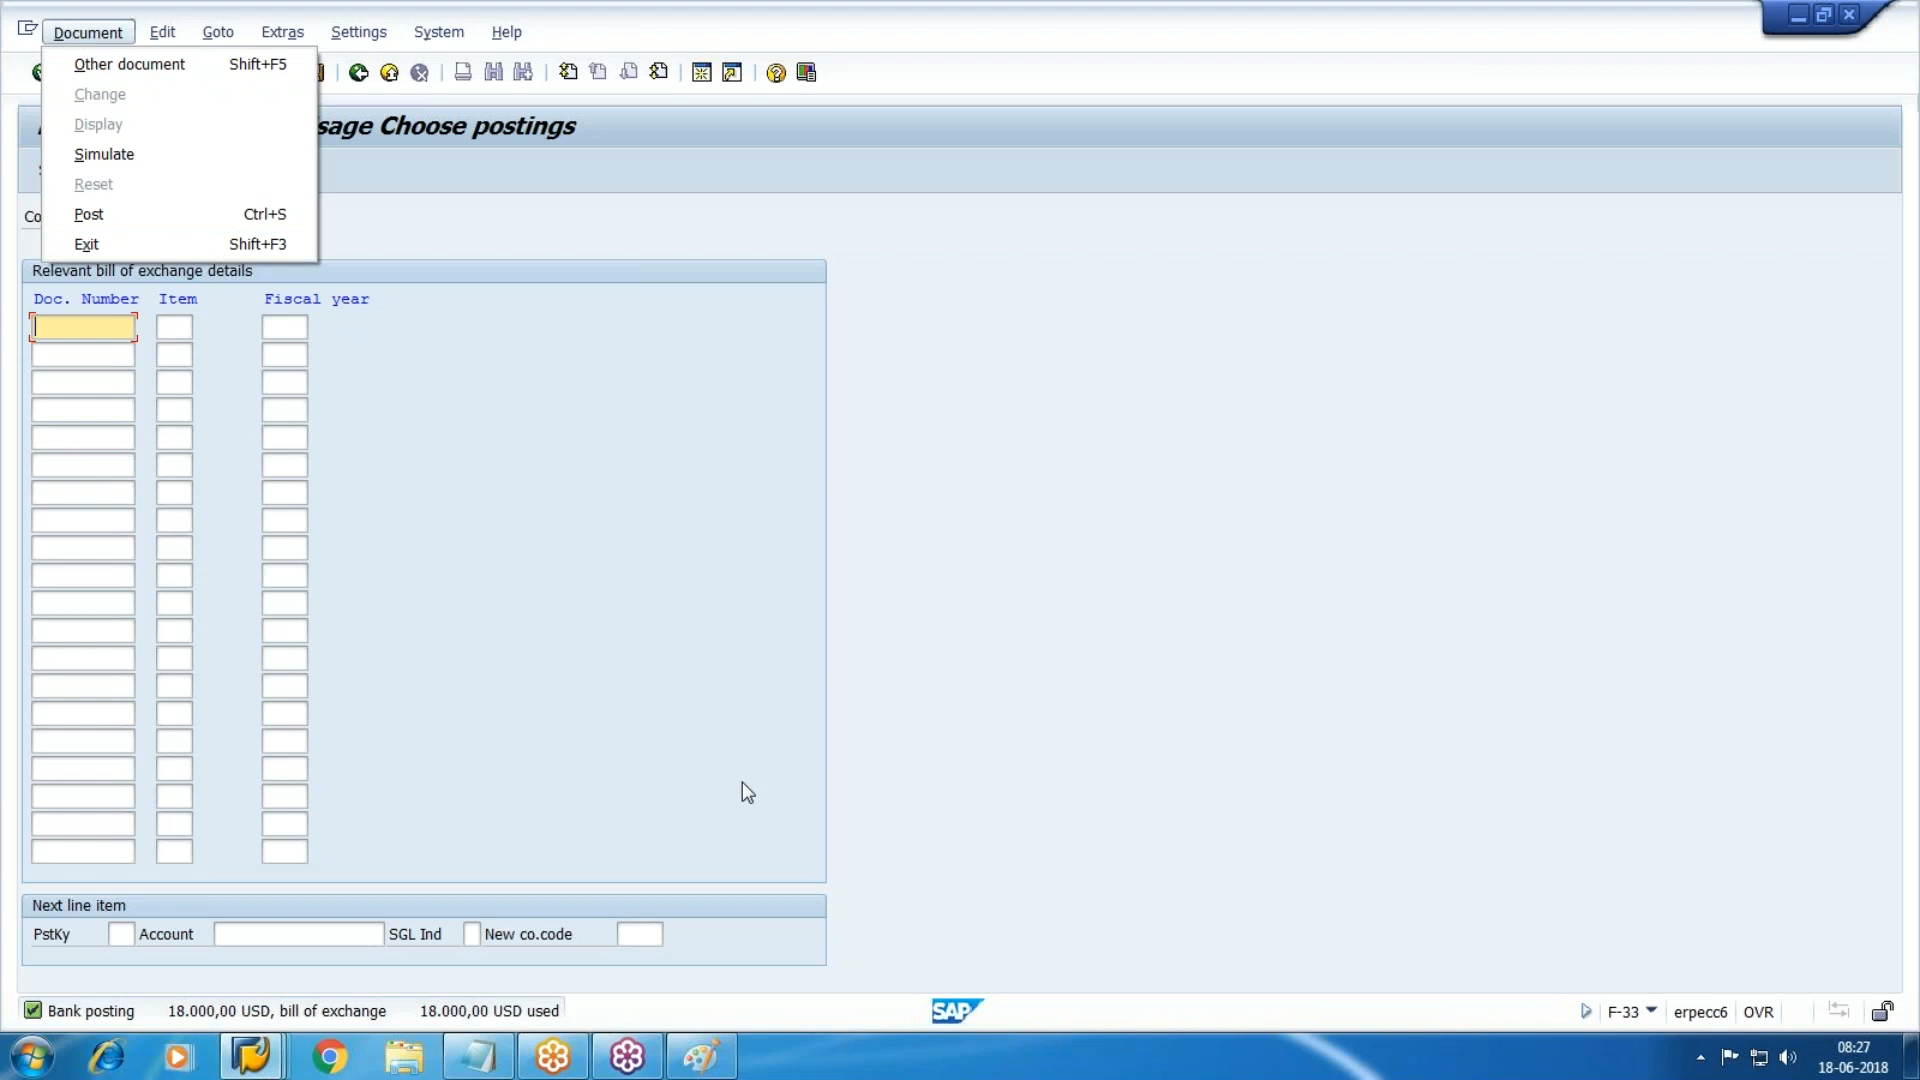 Document Edit Goto Extras Settings System Help
Other document Shift+F5
Change
Display
Simulate
Reset
Post Ctrl+S
Exit Shift+F3
sage Choose postings
Co
Relevant bill of exchange details
Doc. Number Item Fiscal year
Next line item
PstKy Account SGL Ind New co.code
Bank posting 18.000,00 USD, bill of exchange 18.000,00 USD used
SAP
F-33 erpecc6 OVR
08:27
18-06-2018